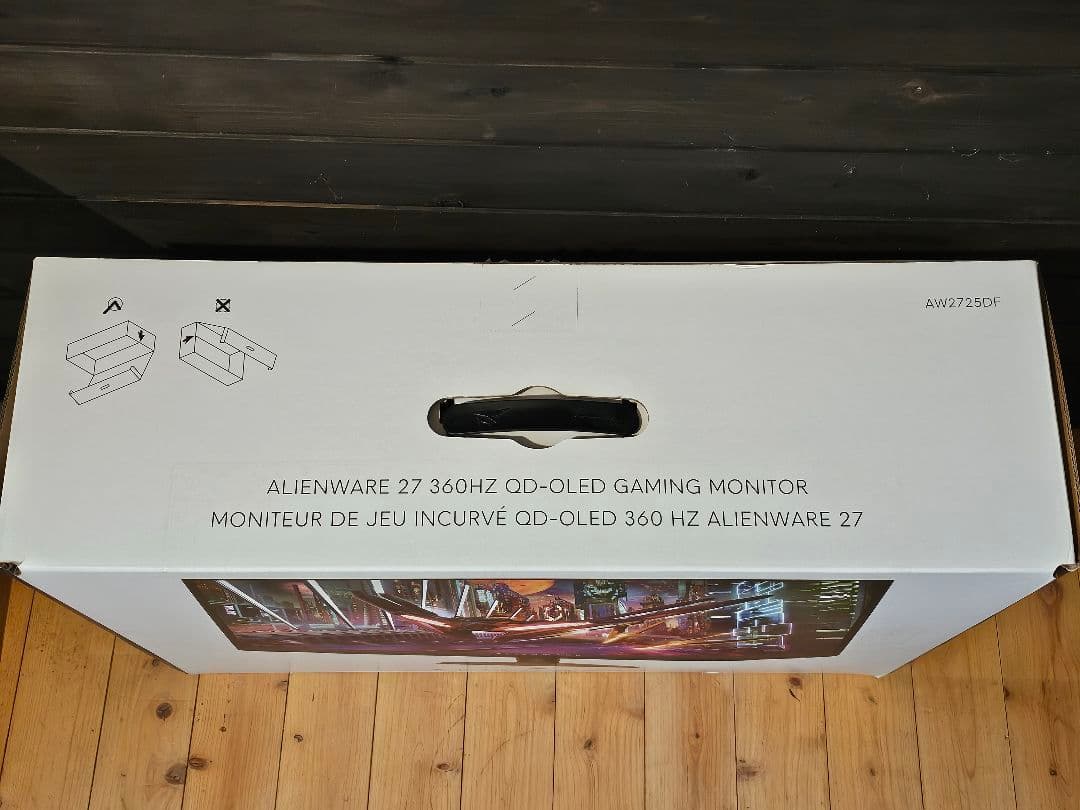 AW2725DF
ALIENWARE 27 360HZ QD-OLED GAMING MONITOR
MONITEUR DE JEU INCURVÉ QD-OLED 360 HZ ALIENWARE 27